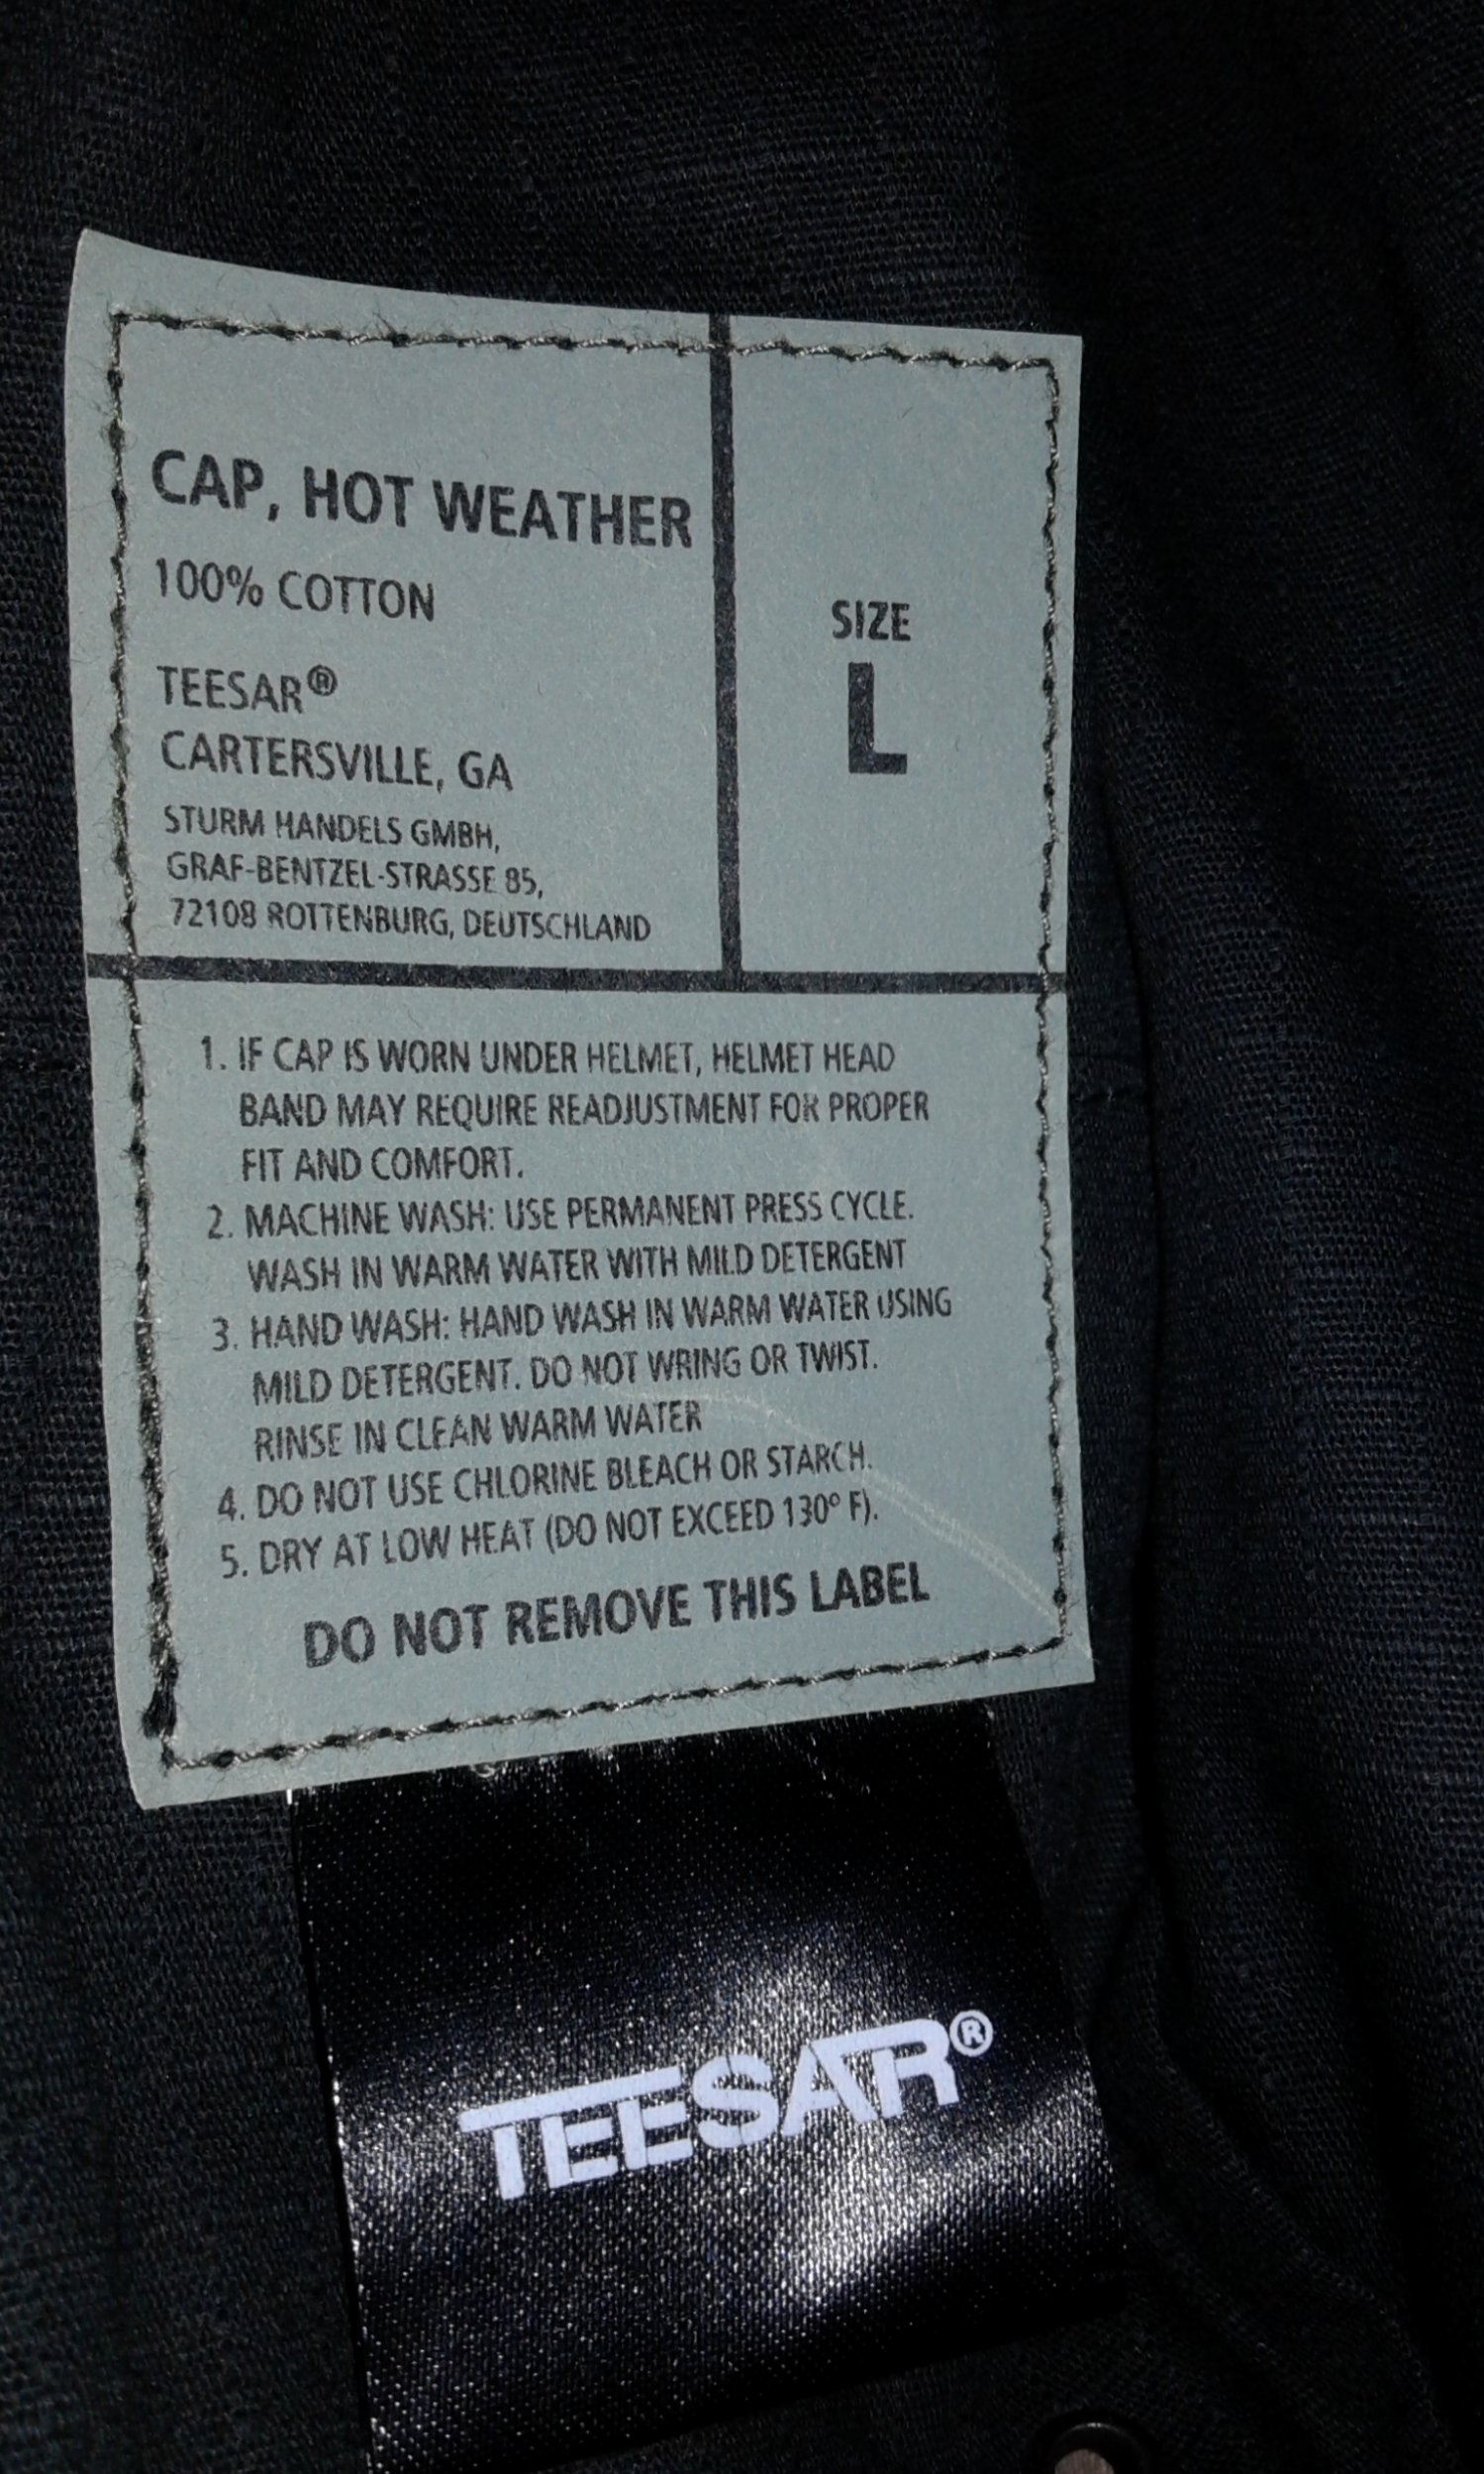 CAP, HOT WEATHER
100% COTTON
TEESAR®
CARTERSVILLE, GA
STURM HANDELS GMBH,
GRAF-BENTZEL-STRASSE 85,
72108 ROTTENBURG, DEUTSCHLAND
SIZE
L
1. IF CAP IS WORN UNDER HELMET, HELMET HEAD
BAND MAY REQUIRE READJUSTMENT FOR PROPER
FIT AND COMFORT.
2. MACHINE WASH: USE PERMANENT PRESS CYCLE.
WASH IN WARM WATER WITH MILD DETERGENT
3. HAND WASH: HAND WASH IN WARM WATER USING
MILD DETERGENT. DO NOT WRING OR TWIST.
RINSE IN CLEAN WARM WATER
4. DO NOT USE CHLORINE BLEACH OR STARCH.
5. DRY AT LOW HEAT (DO NOT EXCEED 130° F).
DO NOT REMOVE THIS LABEL
TEESAR®